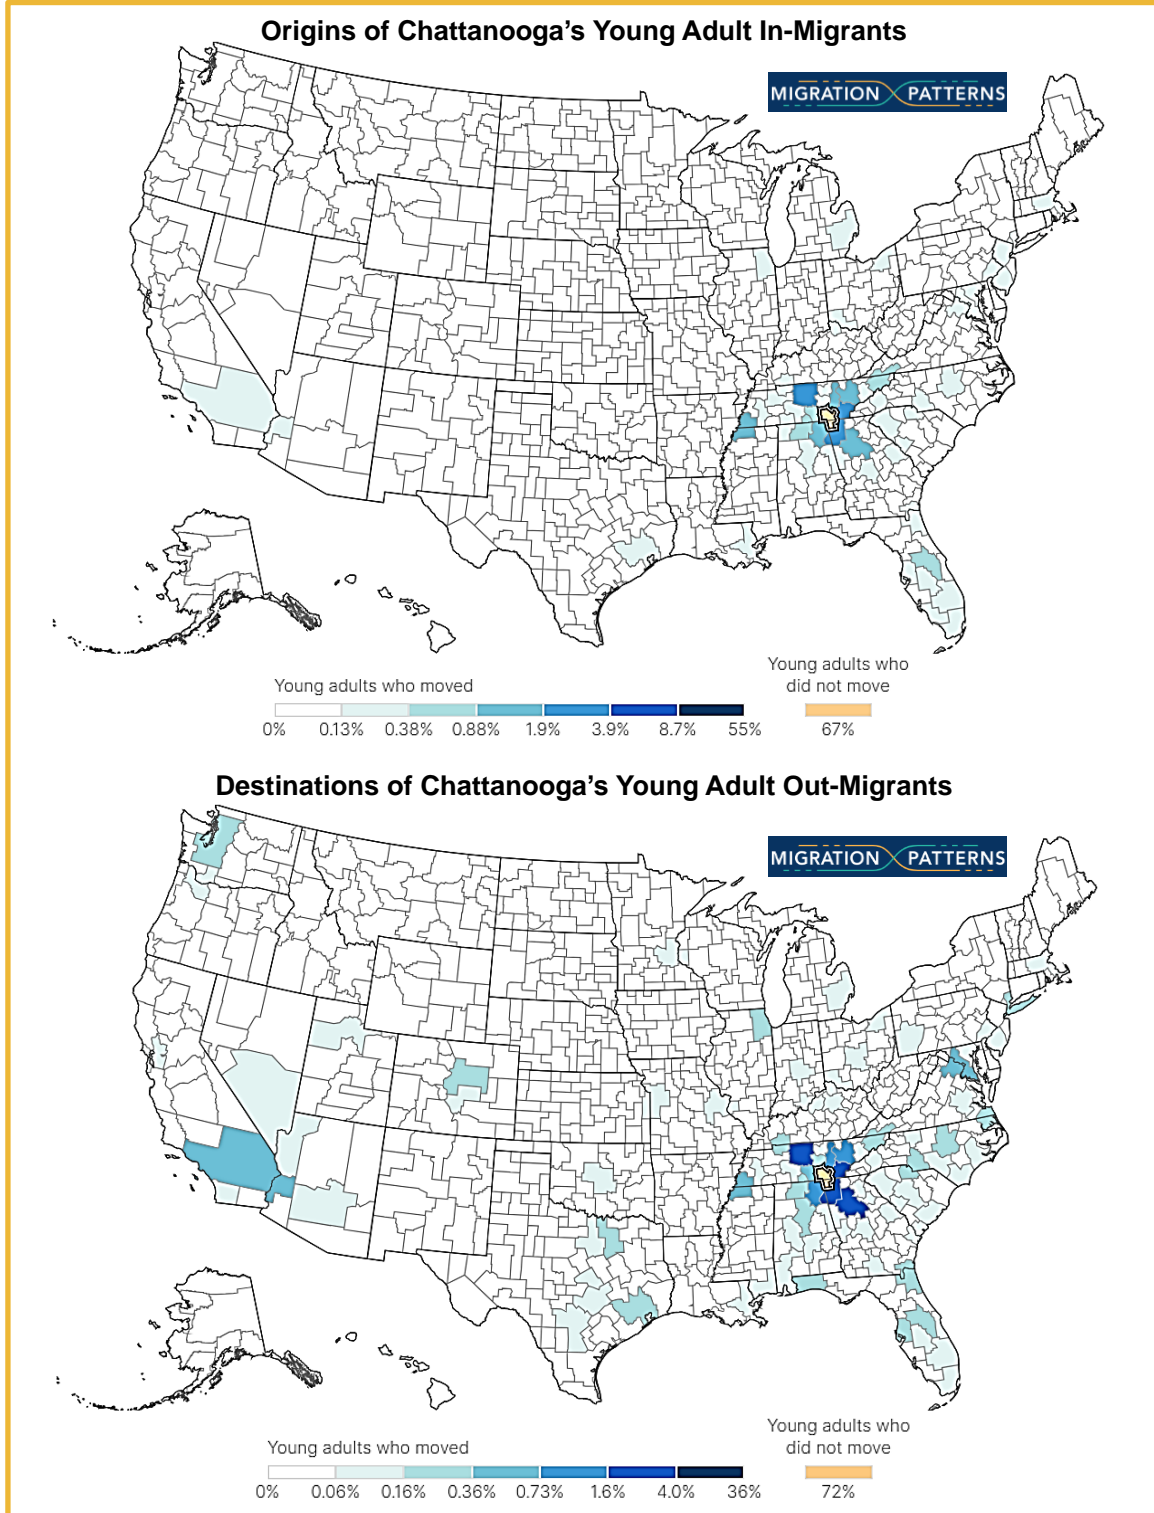 Origins of Chattanooga's Young Adult In-Migrants
MIGRATION PATTERNS
Young adults who moved
Young adults who
did not move
0% 0.13% 0.38% 0.88% 1.9% 3.9% 8.7% 55% 67%
Destinations of Chattanooga's Young Adult Out-Migrants
MIGRATION PATTERNS
Young adults who moved
Young adults who
did not move
0% 0.06% 0.16% 0.36% 0.73% 1.6% 4.0% 36% 72%